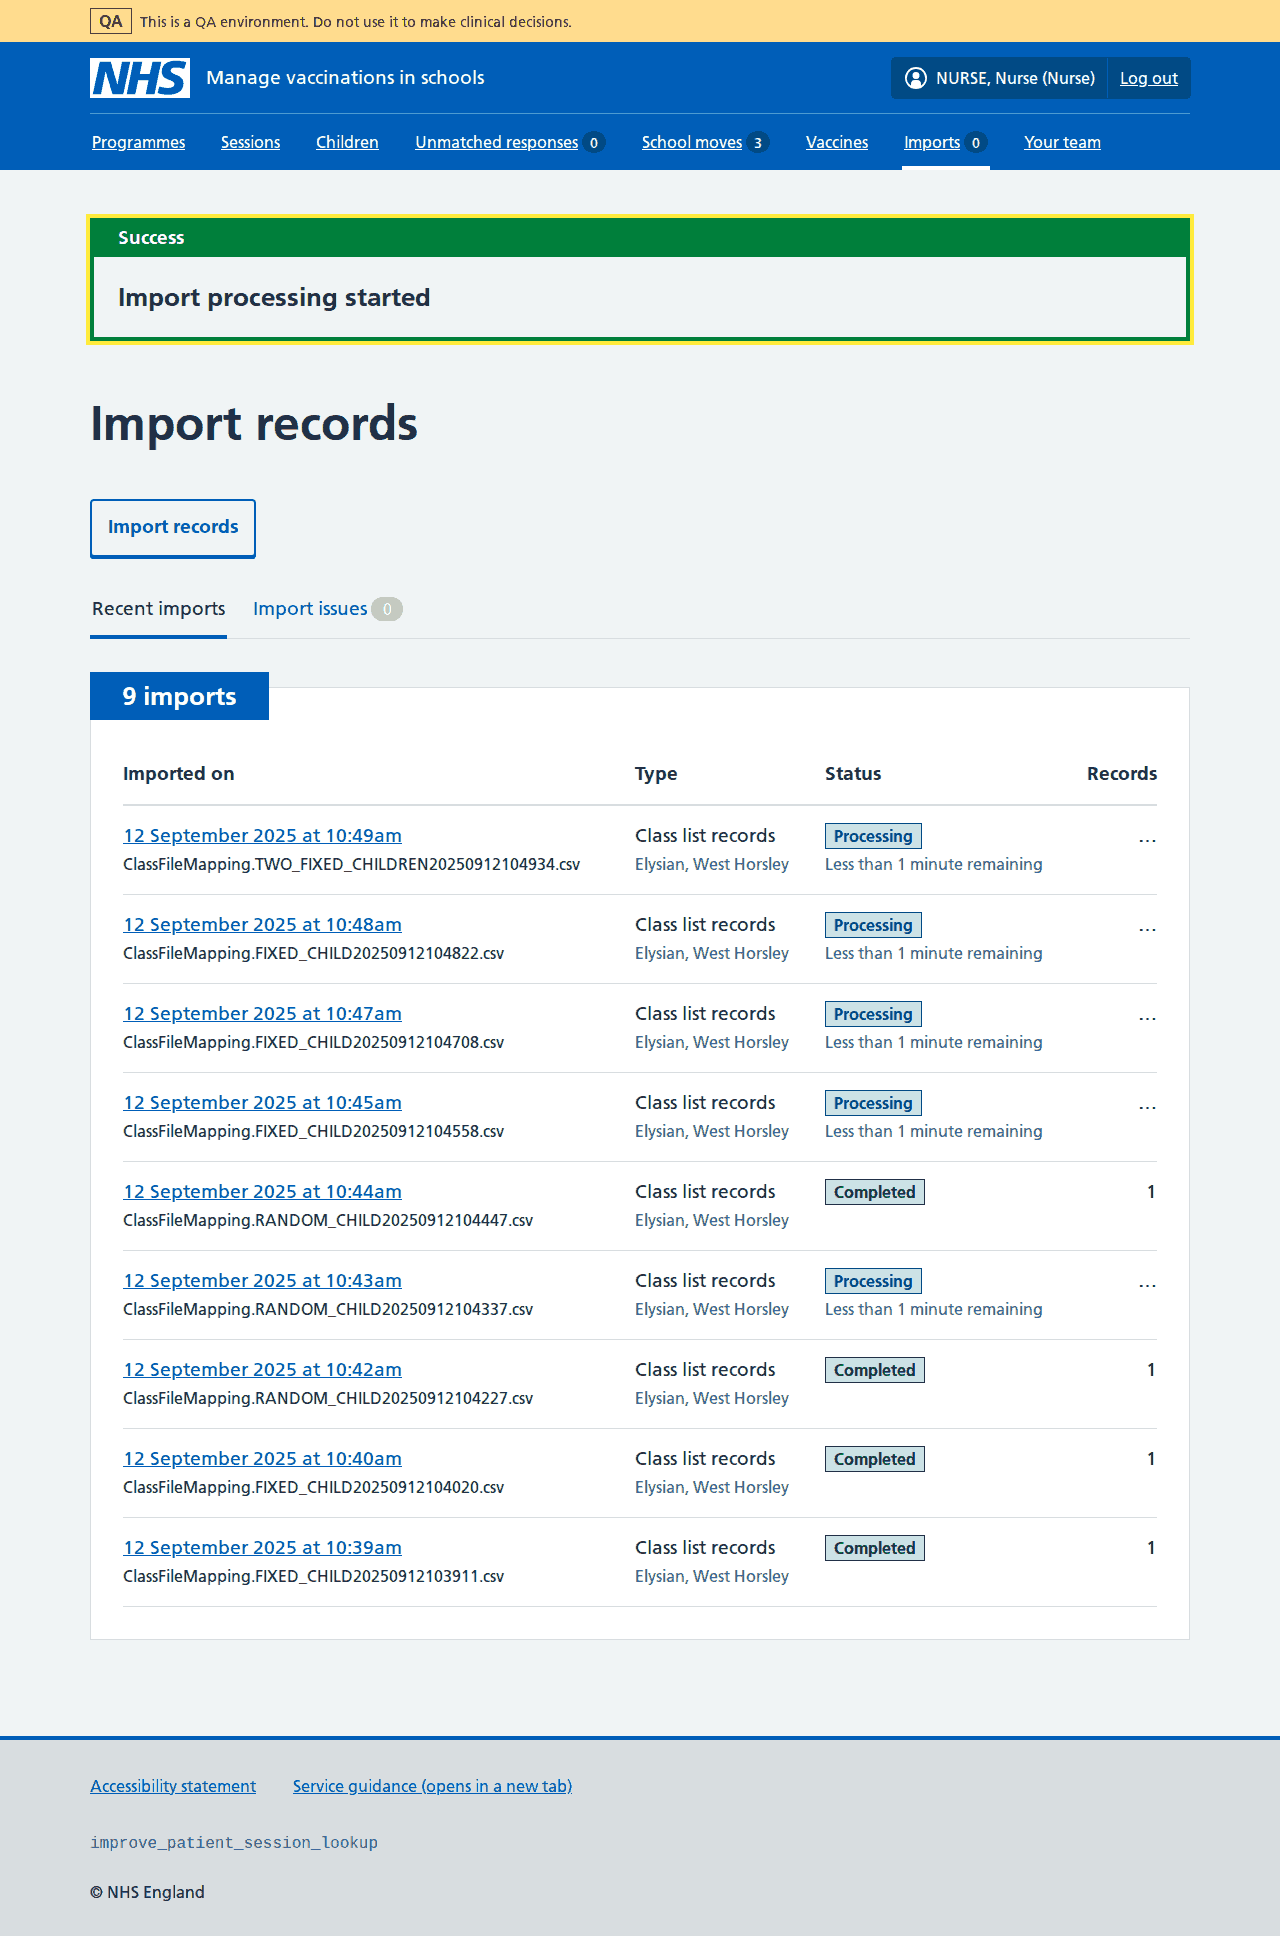 QA This is a QA environment. Do not use it to make clinical decisions.
NHS Manage vaccinations in schools NURSE, Nurse (Nurse) Log out
Programmes Sessions Children Unmatched responses 0 School moves 3 Vaccines Imports 0 Your team
Success
Import processing started
Import records
Import records
Recent imports Import issues 0
9 imports
Imported on Type Status Records
12 September 2025 at 10:49am Class list records Processing ...
ClassFileMapping.TWO_FIXED_CHILDREN20250912104934.csv Elysian, West Horsley Less than 1 minute remaining
12 September 2025 at 10:48am Class list records Processing ...
ClassFileMapping.FIXED_CHILD20250912104822.csv Elysian, West Horsley Less than 1 minute remaining
12 September 2025 at 10:47am Class list records Processing ...
ClassFileMapping.FIXED_CHILD20250912104708.csv Elysian, West Horsley Less than 1 minute remaining
12 September 2025 at 10:45am Class list records Processing ...
ClassFileMapping.FIXED_CHILD20250912104558.csv Elysian, West Horsley Less than 1 minute remaining
12 September 2025 at 10:44am Class list records Completed 1
ClassFileMapping.RANDOM_CHILD20250912104447.csv Elysian, West Horsley
12 September 2025 at 10:43am Class list records Processing ...
ClassFileMapping.RANDOM_CHILD20250912104337.csv Elysian, West Horsley Less than 1 minute remaining
12 September 2025 at 10:42am Class list records Completed 1
ClassFileMapping.RANDOM_CHILD20250912104227.csv Elysian, West Horsley
12 September 2025 at 10:40am Class list records Completed 1
ClassFileMapping.FIXED_CHILD20250912104020.csv Elysian, West Horsley
12 September 2025 at 10:39am Class list records Completed 1
ClassFileMapping.FIXED_CHILD20250912103911.csv Elysian, West Horsley
Accessibility statement Service guidance (opens in a new tab)
improve_patient_session_lookup
© NHS England